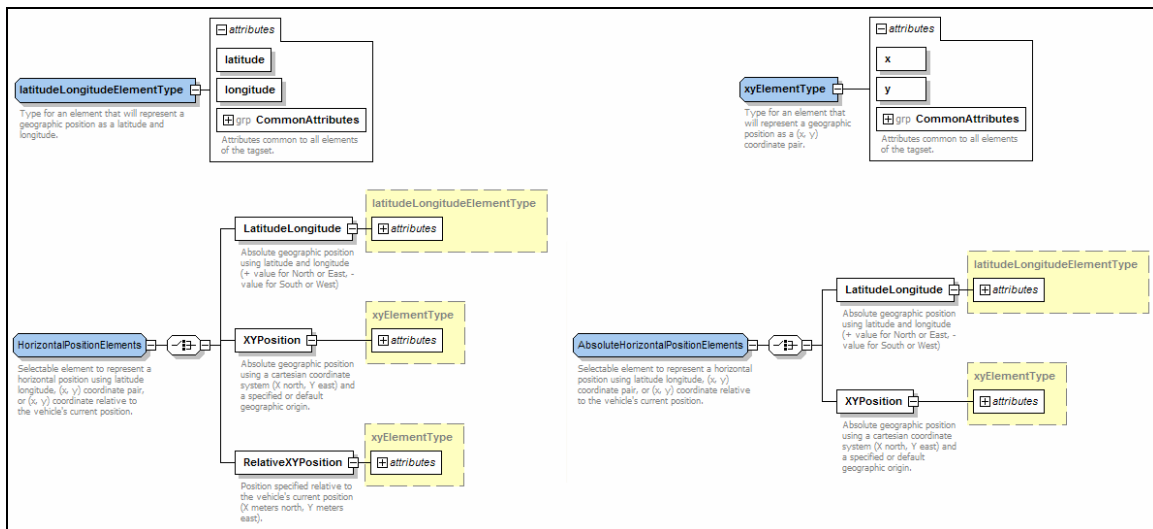 attributes
latitude
latitudeLongitudeElementType
longitude
Type for an element that will represent a
geographic position as a latitude and
longitude.
grp CommonAttributes
Attributes common to all elements
of the tagset.
attributes
x
xyElementType
y
Type for an element that
will represent a geographic
position as a (x, y)
coordinate pair.
grp CommonAttributes
Attributes common to all elements
of the tagset.
latitudeLongitudeElementType
LatitudeLongitude
attributes
Absolute geographic position
using latitude and longitude
(+ value for North or East, -
value for South or West)
xyElementType
HorizontalPositionElements
XYPosition
attributes
Selectable element to represent a
horizontal position using latitude
longitude, (x, y) coordinate pair,
or (x, y) coordinate relative to
the vehicle's current position.
Absolute geographic position
using a cartesian coordinate
system (X north, Y east) and
a specified or default
geographic origin.
xyElementType
RelativeXYPosition
attributes
Position specified relative to
the vehicle's current position
(X meters north, Y meters
east).
latitudeLongitudeElementType
LatitudeLongitude
attributes
Absolute geographic position
using latitude and longitude
(+ value for North or East, -
value for South or West)
AbsoluteHorizontalPositionElements
Selectable element to represent a horizontal
position using latitude longitude, (x, y)
coordinate pair, or (x, y) coordinate relative
to the vehicle's current position.
xyElementType
XYPosition
attributes
Absolute geographic position
using a cartesian coordinate
system (X north, Y east) and
a specified or default
geographic origin.